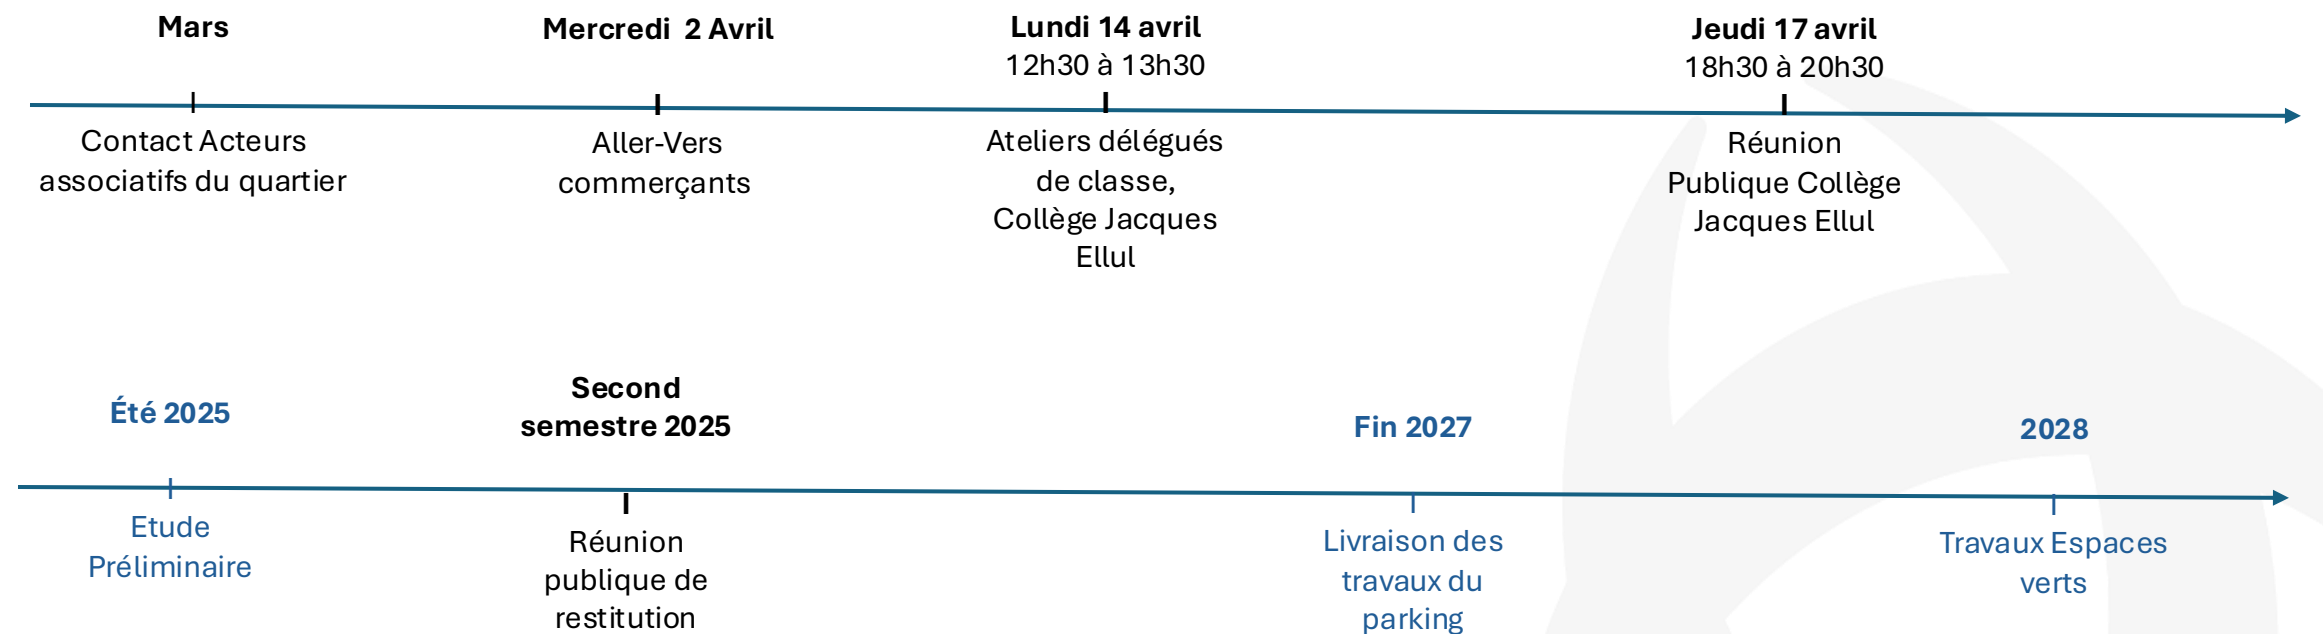 Mars
Contact Acteurs
associatifs du quartier
Mercredi 2 Avril
Aller-Vers
commerçants
Lundi 14 avril
12h30 à 13h30
Ateliers délégués
de classe,
Collège Jacques
Ellul
Jeudi 17 avril
18h30 à 20h30
Réunion
Publique Collège
Jacques Ellul
Été 2025
Etude
Préliminaire
Second
semestre 2025
Réunion
publique de
restitution
Fin 2027
Livraison des
travaux du
parking
2028
Travaux Espaces
verts